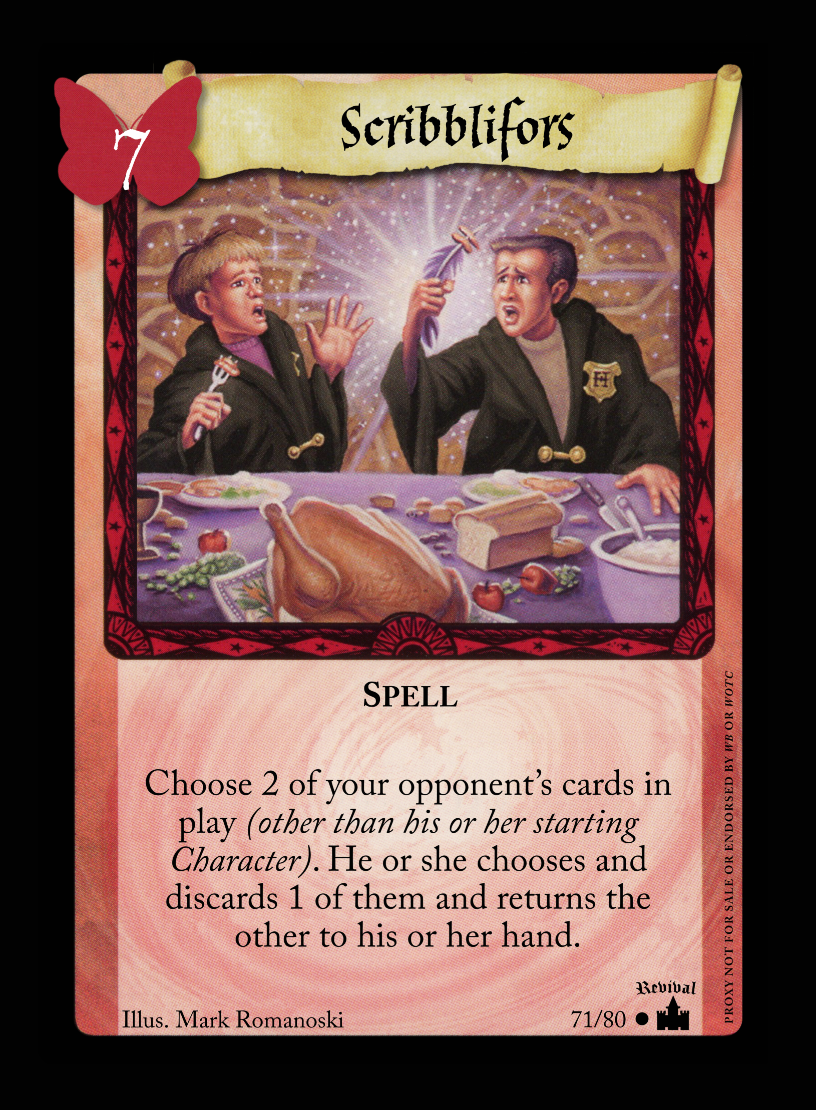 7
Scribblifors
H
SPELL
Choose 2 of your opponent's cards in
play (other than his or her starting
Character). He or she chooses and
discards 1 of them and returns the
other to his or her hand.
PROXY NOT FOR SALE OR ENDORSED BY WB OR WOTC
Revival
Illus. Mark Romanoski
71/80